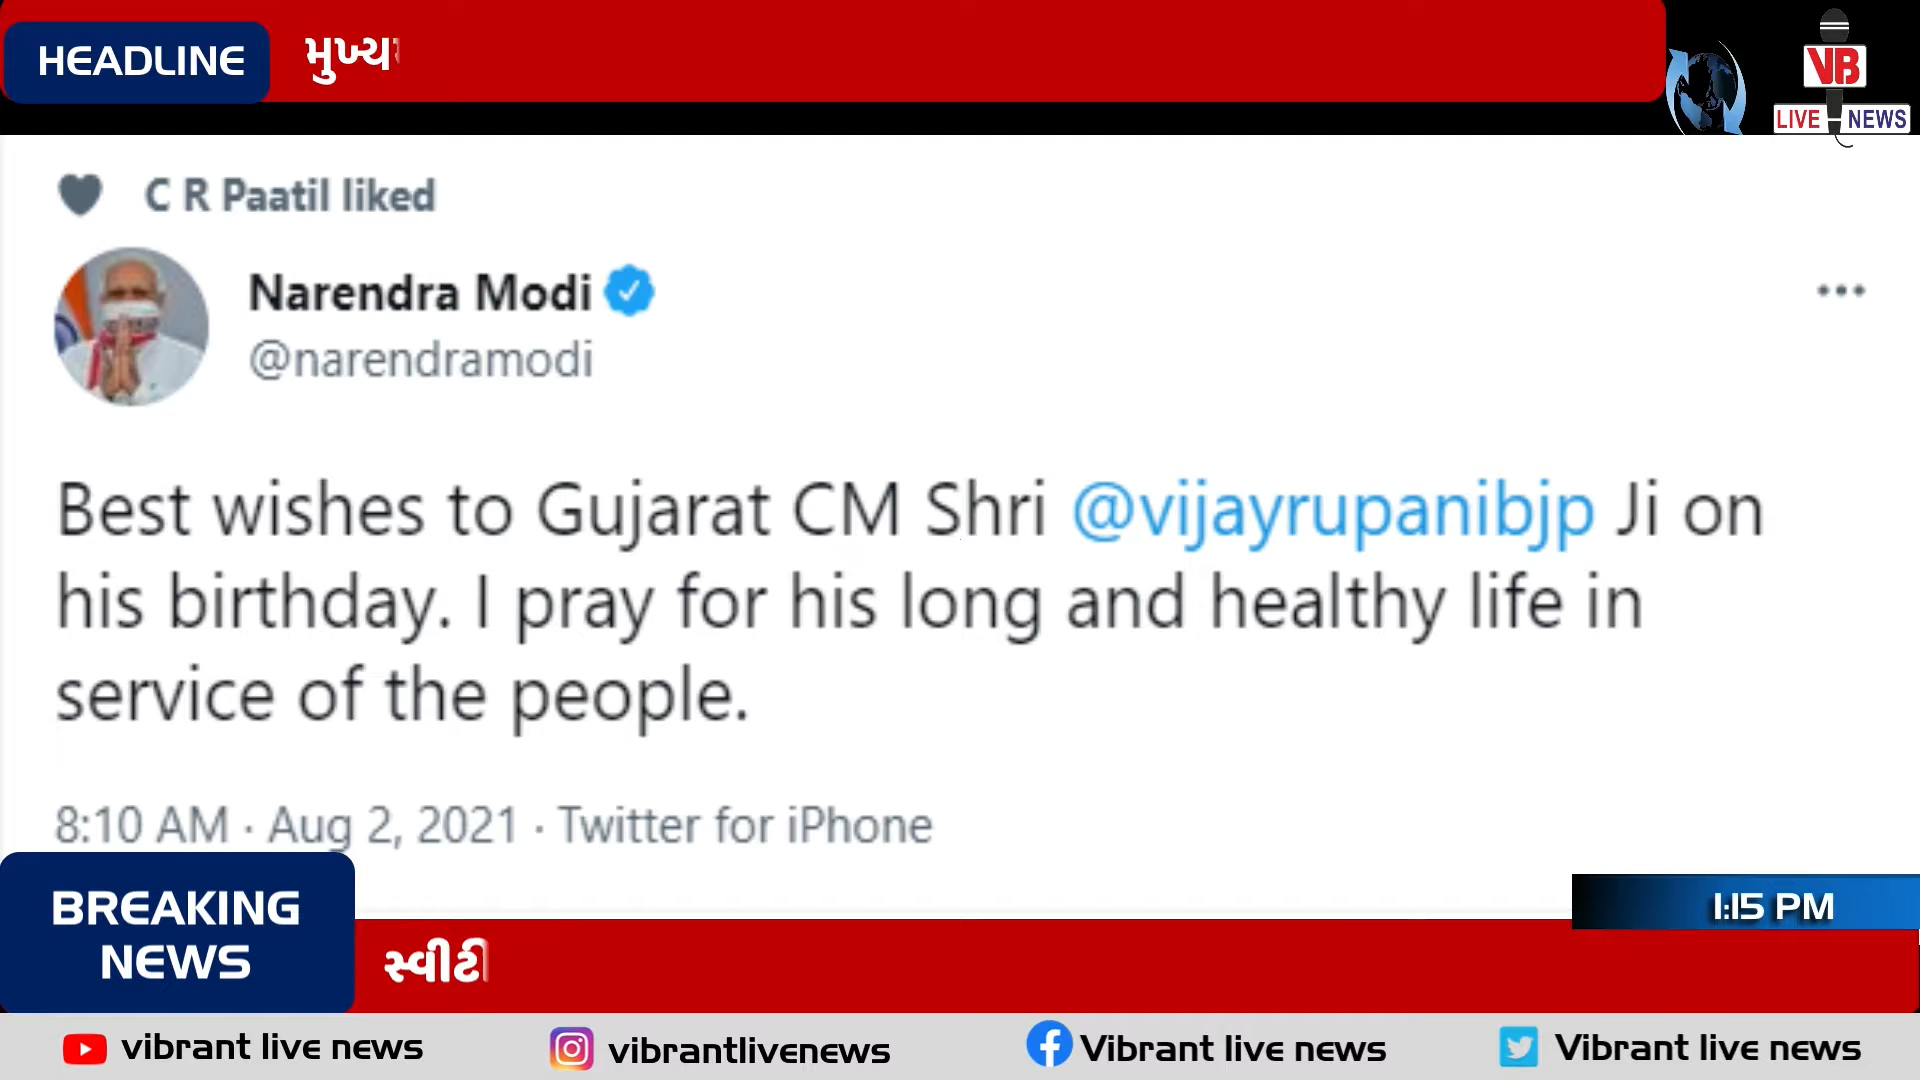 HEADLINE
મુખ્ય
VB
LIVE NEWS
C R Paatil liked
Narendra Modi
@narendramodi
Best wishes to Gujarat CM Shri @vijayrupanibjp Ji on
his birthday. I pray for his long and healthy life in
service of the people.
8:10 AM · Aug 2, 2021 · Twitter for iPhone
BREAKING
NEWS
1:15 PM
સ્વીટી
vibrant live news
vibrantlivenews
Vibrant live news
Vibrant live news